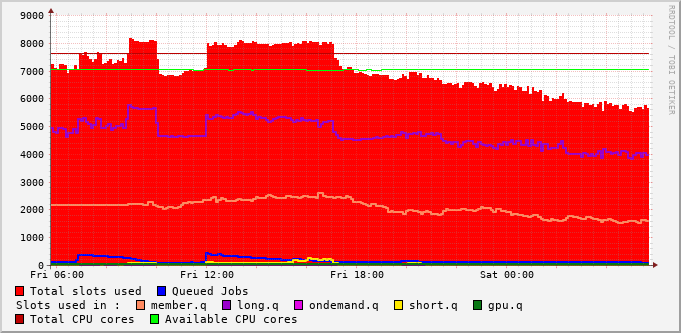 9000
8000
7000
6000
5000
4000
3000
2000
1000
0
Fri 06:00 Fri 12:00 Fri 18:00 Sat 00:00
Total slots used Queued Jobs
Slots used in : member.q long.q ondemand.q short.q gpu.q
Total CPU cores Available CPU cores
RRDTOOL / TOBI OETIKER